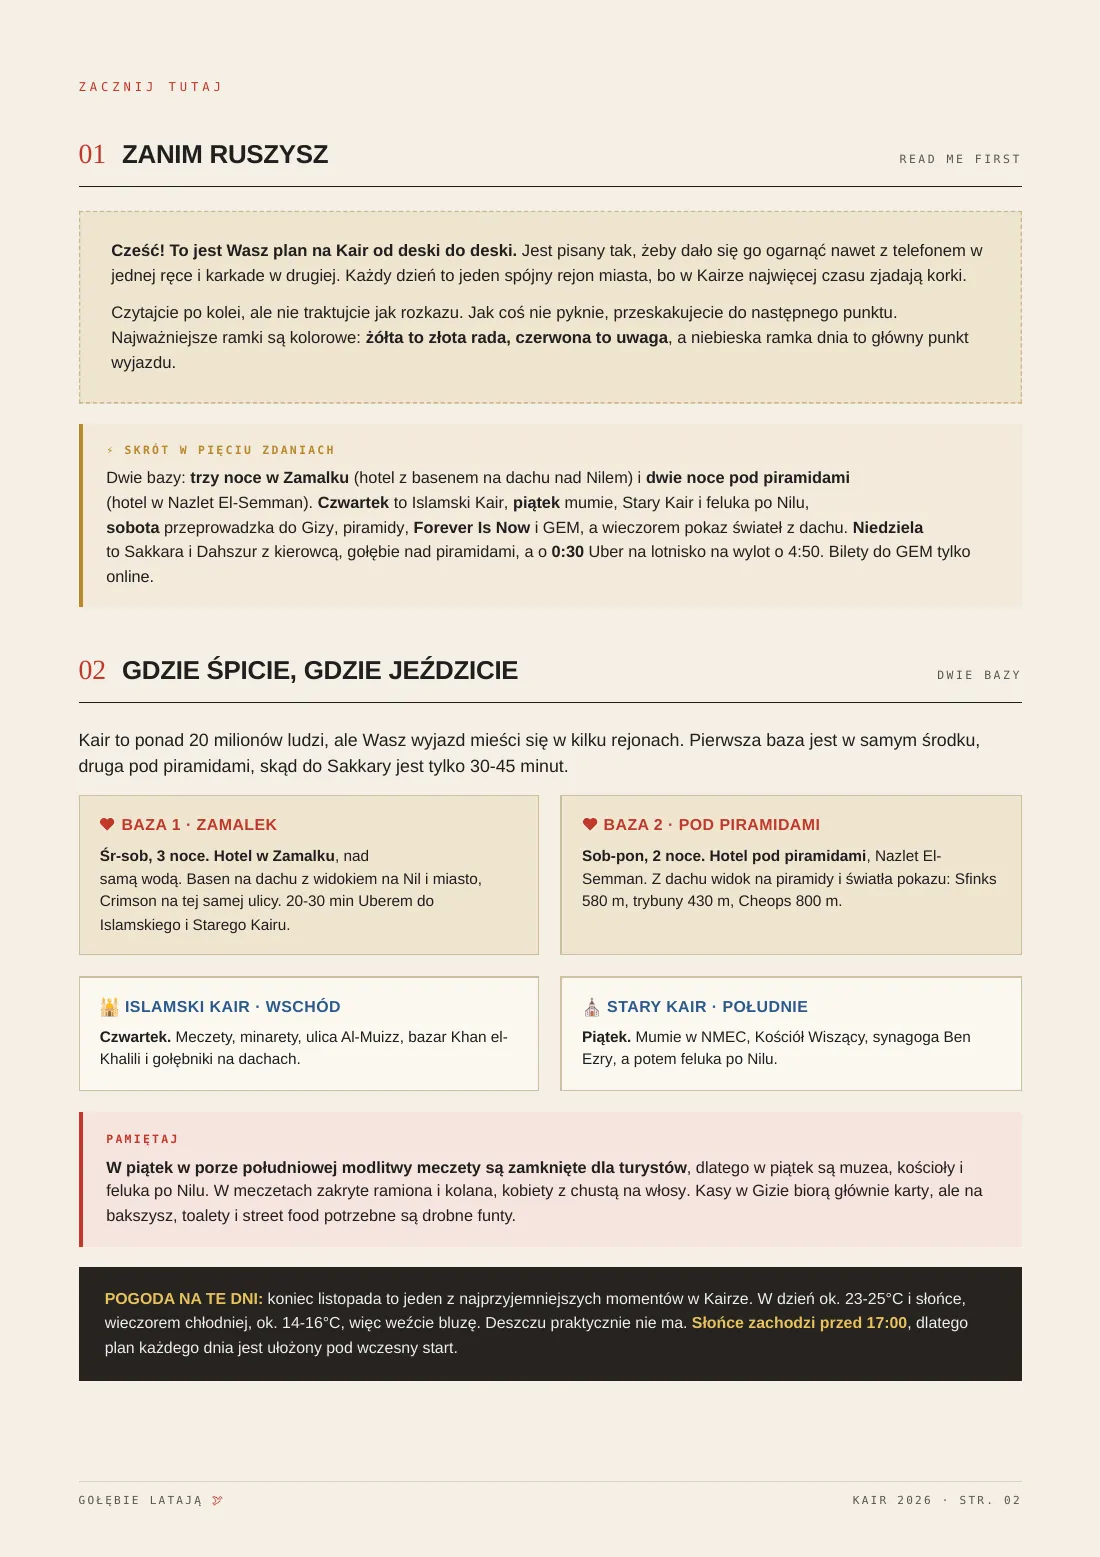 ZACZNIJ TUTAJ
01 ZANIM RUSZYSZ
READ ME FIRST
Cześć! To jest Wasz plan na Kair od deski do deski. Jest pisany tak, żeby dało się go ogarnąć nawet z telefonem w
jednej ręce i karkade w drugiej. Każdy dzień to jeden spójny rejon miasta, bo w Kairze najwięcej czasu zjadają korki.
Czytajcie po kolei, ale nie traktujcie jak rozkazu. Jak coś nie pyknie, przeskakujecie do następnego punktu.
Najważniejsze ramki są kolorowe: żółta to złota rada, czerwona to uwaga, a niebieska ramka dnia to główny punkt
wyjazdu.
⚡ SKRÓT W PIĘCIU ZDANIACH
Dwie bazy: trzy noce w Zamalku (hotel z basenem na dachu nad Nilem) i dwie noce pod piramidami
(hotel w Nazlet El-Semman). Czwartek to Islamski Kair, piątek mumie, Stary Kair i feluka po Nilu,
sobota przeprowadzka do Gizy, piramidy, Forever Is Now i GEM, a wieczorem pokaz świateł z dachu. Niedziela
to Sakkara i Dahszur z kierowcą, gołębie nad piramidami, a o 0:30 Uber na lotnisko na wylot o 4:50. Bilety do GEM tylko
online.
02 GDZIE ŚPICIE, GDZIE JEŹDZICIE
DWIE BAZY
Kair to ponad 20 milionów ludzi, ale Wasz wyjazd mieści się w kilku rejonach. Pierwsza baza jest w samym środku,
druga pod piramidami, skąd do Sakkary jest tylko 30-45 minut.
❤ BAZA 1 · ZAMALEK
Śr-sob, 3 noce. Hotel w Zamalku, nad
samą wodą. Basen na dachu z widokiem na Nil i miasto,
Crimson na tej samej ulicy. 20-30 min Uberem do
Islamskiego i Starego Kairu.
❤ BAZA 2 · POD PIRAMIDAMI
Sob-pon, 2 noce. Hotel pod piramidami, Nazlet El-
Semman. Z dachu widok na piramidy i światła pokazu: Sfinks
580 m, trybuny 430 m, Cheops 800 m.
🕌 ISLAMSKI KAIR · WSCHÓD
Czwartek. Meczety, minarety, ulica Al-Muizz, bazar Khan el-
Khalili i gołębniki na dachach.
⛪ STARY KAIR · POŁUDNIE
Piątek. Mumie w NMEC, Kościół Wiszący, synagoga Ben
Ezry, a potem feluka po Nilu.
PAMIĘTAJ
W piątek w porze południowej modlitwy meczety są zamknięte dla turystów, dlatego w piątek są muzea, kościoły i
feluka po Nilu. W meczetach zakryte ramiona i kolana, kobiety z chustą na włosy. Kasy w Gizie biorą głównie karty, ale na
bakszysz, toalety i street food potrzebne są drobne funty.
POGODA NA TE DNI: koniec listopada to jeden z najprzyjemniejszych momentów w Kairze. W dzień ok. 23-25°C i słońce,
wieczorem chłodniej, ok. 14-16°C, więc weźcie bluzę. Deszczu praktycznie nie ma. Słońce zachodzi przed 17:00, dlatego
plan każdego dnia jest ułożony pod wczesny start.
GOŁĘBIE LATAJĄ 🕊
KAIR 2026 · STR. 02